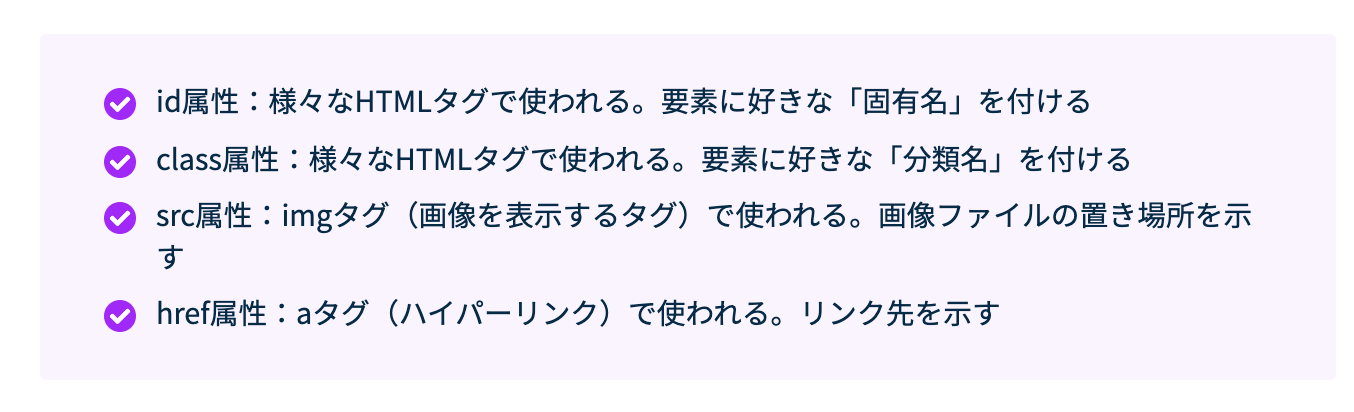 id属性：様々なHTMLタグで使われる。要素に好きな「固有名」を付ける
class属性：様々なHTMLタグで使われる。要素に好きな「分類名」を付ける
src属性：imgタグ（画像を表示するタグ）で使われる。画像ファイルの置き場所を示
す
href属性：aタグ（ハイパーリンク）で使われる。リンク先を示す